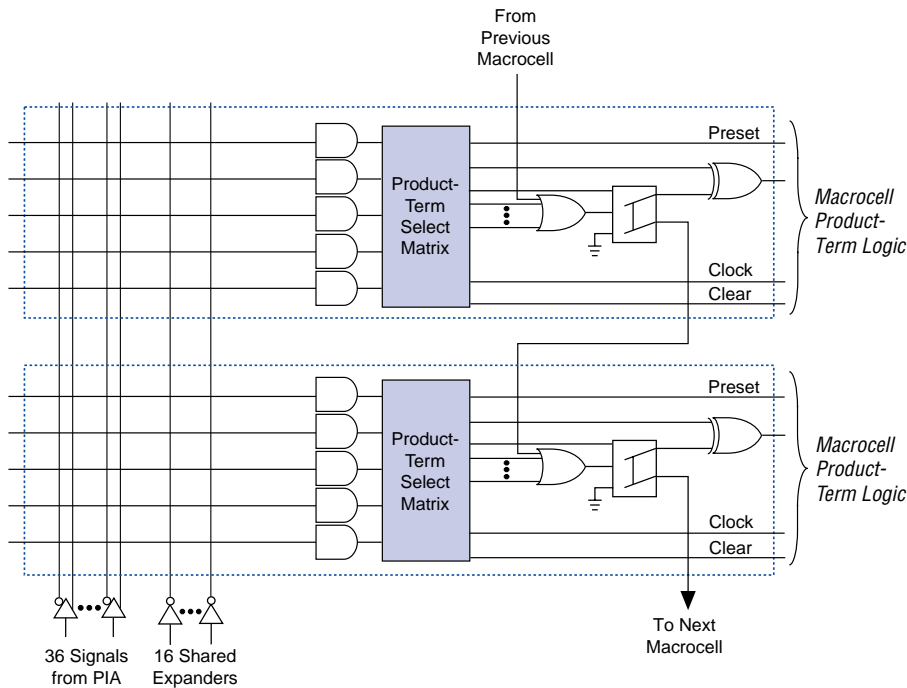 From
Previous
Macrocell
Preset
Product-
Term
Select
Matrix
Macrocell
Product-
Term Logic
Clock
Clear
Preset
Product-
Term
Select
Matrix
Macrocell
Product-
Term Logic
Clock
Clear
36 Signals
from PIA
16 Shared
Expanders
To Next
Macrocell